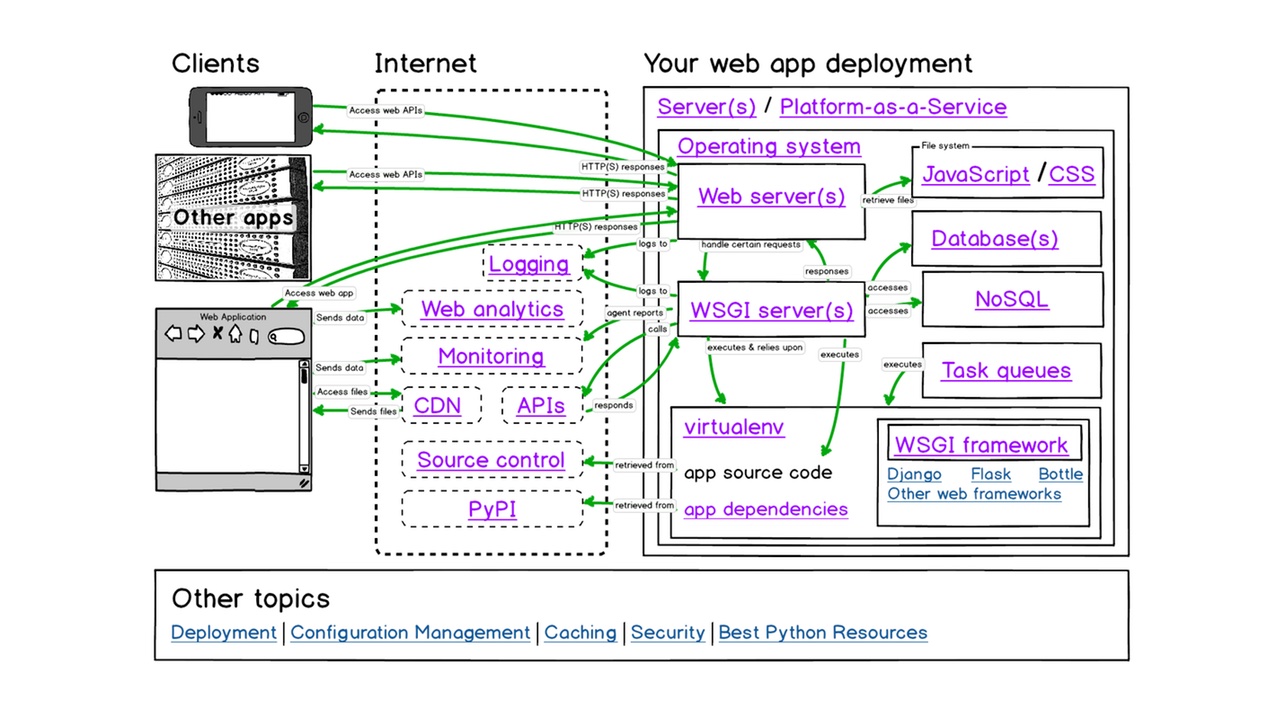 Clients
Internet
Your web app deployment
Server(s) / Platform-as-a-Service
Operating system
Web server(s)
File system
JavaScript / CSS
Database(s)
NoSQL
WSGI server(s)
Task queues
virtualenv
app source code
app dependencies
WSGI framework
Django Flask Bottle
Other web frameworks
Other apps
Web Application
Logging
Web analytics
Monitoring
CDN
APIs
Source control
PyPI
Access web APIs
HTTP(S) responses
Access web APIs
HTTP(S) responses
HTTP(S) responses
Access web app
Sends data
Sends data
Access files
Sends files
logs to
logs to
agent reports
calls
responds
retrieved from
retrieved from
retrieve files
handle certain requests
responses
accesses
accesses
executes & relies upon
executes
executes
Other topics
Deployment | Configuration Management | Caching | Security | Best Python Resources